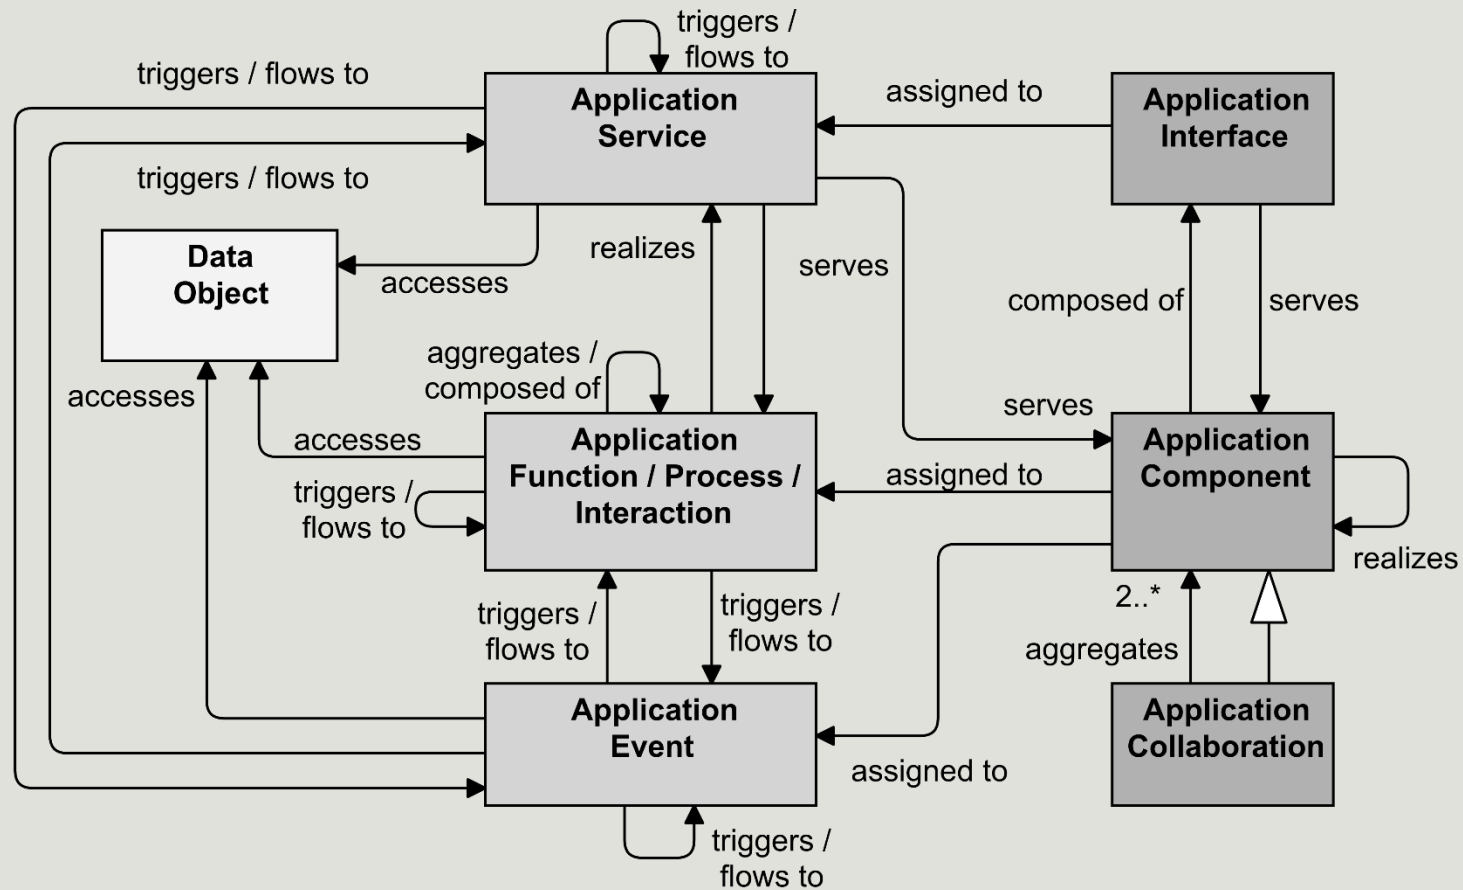 triggers /
flows to
triggers / flows to
Application
Service
assigned to
Application
Interface
triggers / flows to
Data
Object
accesses
realizes
serves
composed of
serves
aggregates /
composed of
accesses
serves
accesses
Application
Function / Process /
Interaction
triggers /
flows to
assigned to
Application
Component
realizes
triggers /
flows to
triggers /
flows to
2..*
aggregates
Application
Event
assigned to
Application
Collaboration
triggers /
flows to